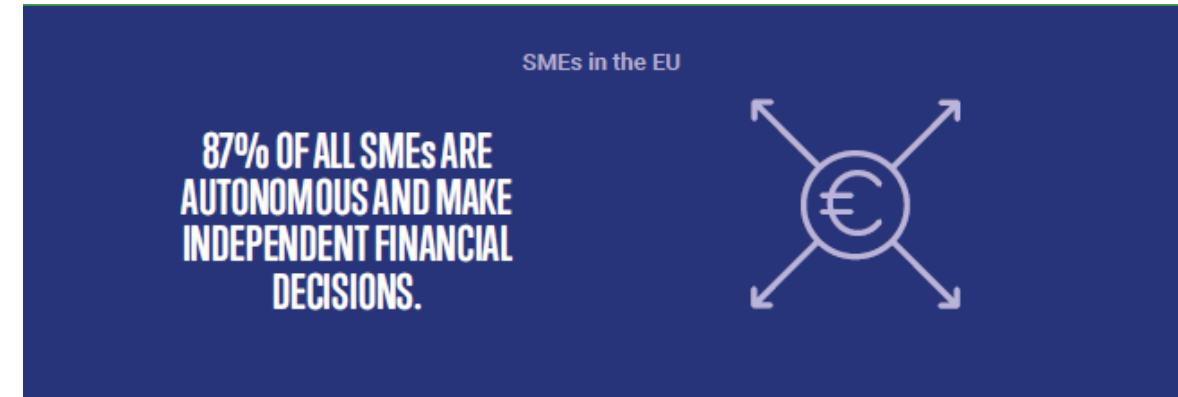 SMEs in the EU
87% OF ALL SMEs ARE
AUTONOMOUS AND MAKE
INDEPENDENT FINANCIAL
DECISIONS.
€